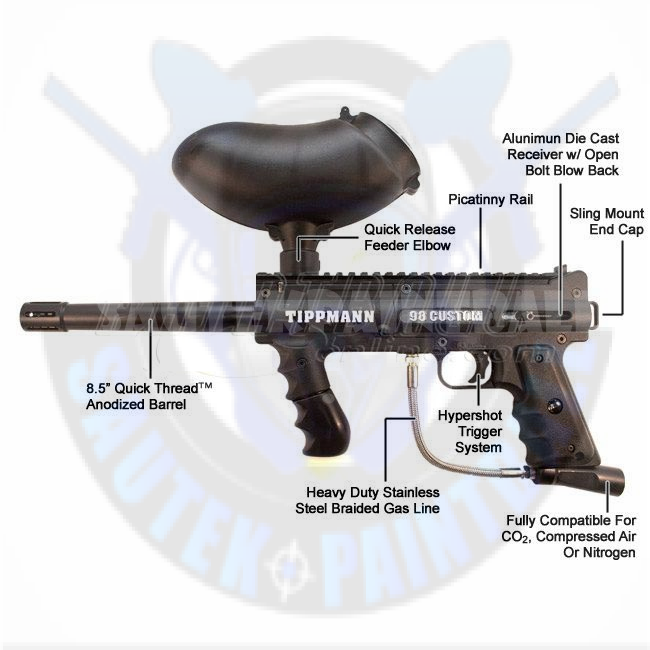 Alunimun Die Cast
Receiver w/ Open
Bolt Blow Back
Picatinny Rail
Sling Mount
End Cap
Quick Release
Feeder Elbow
TIPPMANN
98 CUSTOM
8.5” Quick Thread™
Anodized Barrel
Hypershot
Trigger
System
Heavy Duty Stainless
Steel Braided Gas Line
Fully Compatible For
CO₂, Compressed Air
Or Nitrogen